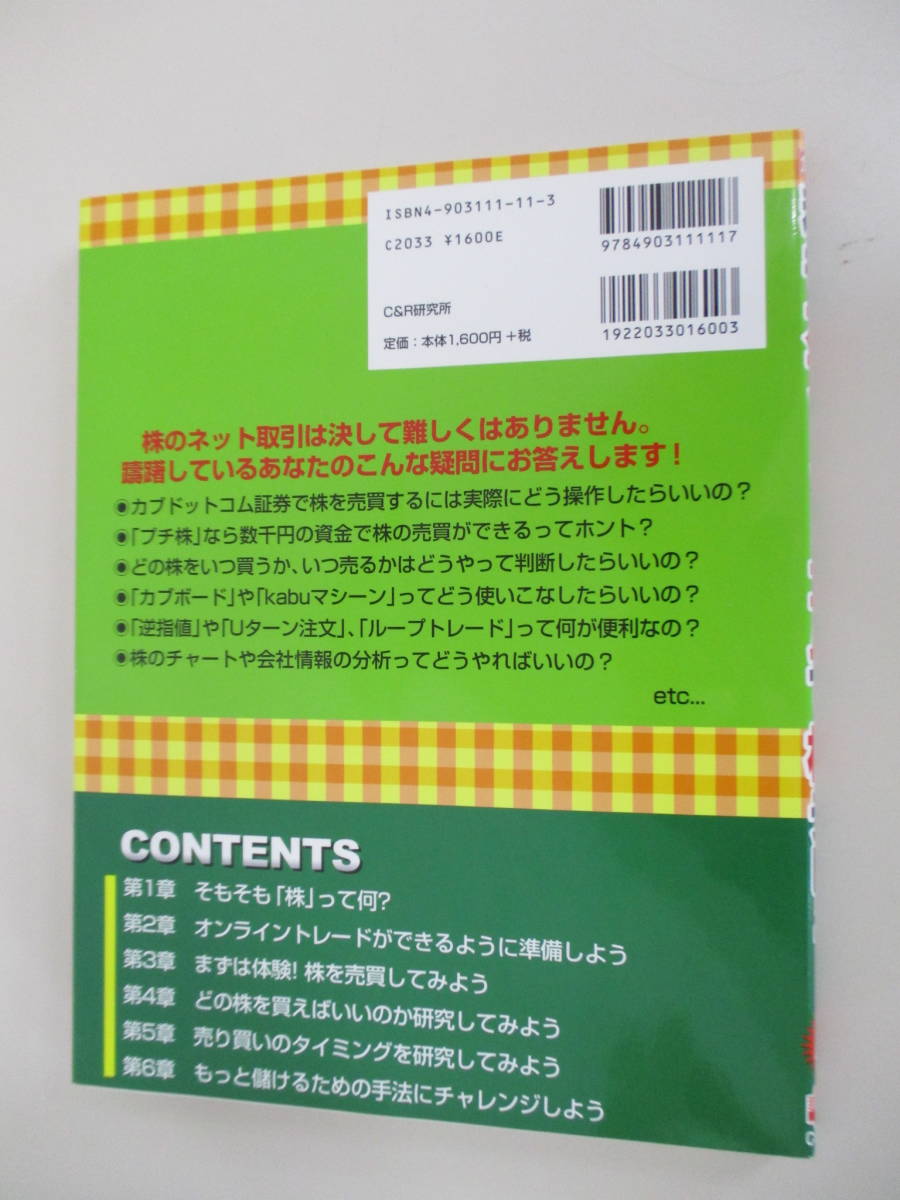 ISBN4-903111-11-3
C2033 ¥1600E
9784903111117
C&R研究所
定価：本体1,600円+税
1922033016003
株のネット取引は決して難しくはありません。
躊躇しているあなたのこんな疑問にお答えします！
◉カブドットコム証券で株を売買するには実際にどう操作したらいいの？
◉「プチ株」なら数千円の資金で株の売買ができるってホント？
◉どの株をいつ買うか、いつ売るかはどうやって判断したらいいの？
◉「カブボード」や「kabuマシーン」ってどう使いこなしたらいいの？
◉「逆指値」や「Uターン注文」、「ループトレード」って何が便利なの？
◉株のチャートや会社情報の分析ってどうやればいいの？
etc...
CONTENTS
第1章 そもそも「株」って何?
第2章 オンライントレードができるように準備しよう
第3章 まずは体験! 株を売買してみよう
第4章 どの株を買えばいいのか研究してみよう
第5章 売り買いのタイミングを研究してみよう
第6章 もっと儲けるための手法にチャレンジしよう